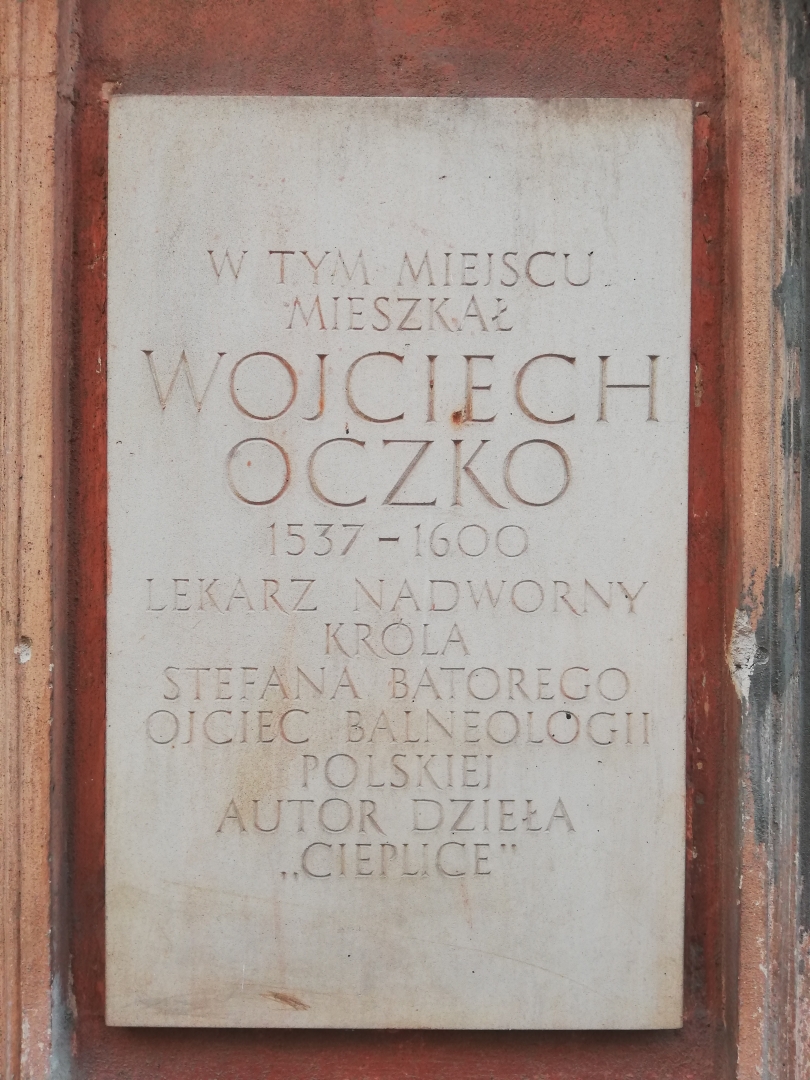 W TYM MIEJSCU
MIESZKAŁ
WOJCIECH
OCZKO
1537 – 1600
LEKARZ NADWORNY
KRÓLA
STEFANA BATOREGO
OJCIEC BALNEOLOGII
POLSKIEJ
AUTOR DZIEŁA
„CIEPLICE”